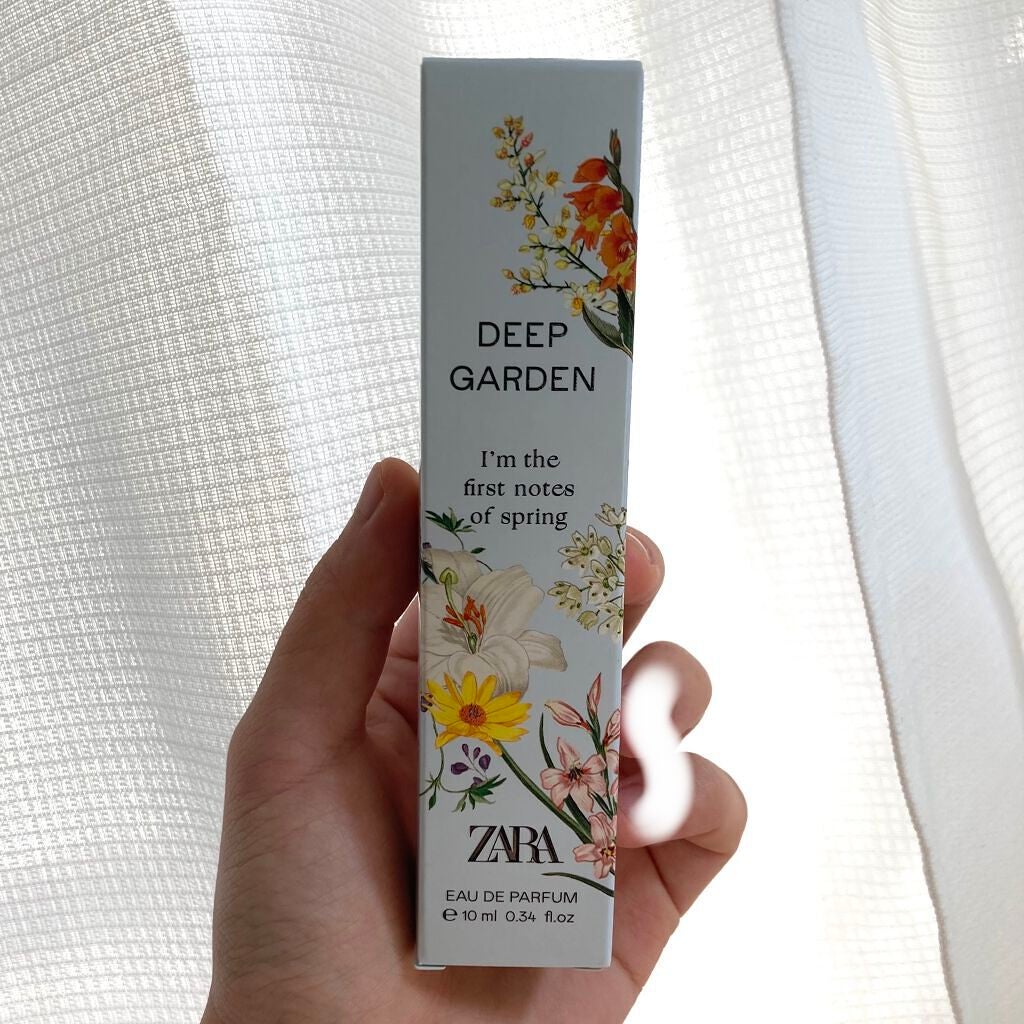 DEEP
GARDEN
I'm the
first notes
of spring
ZARA
EAU DE PARFUM
℮ 10 ml 0.34 fl.oz